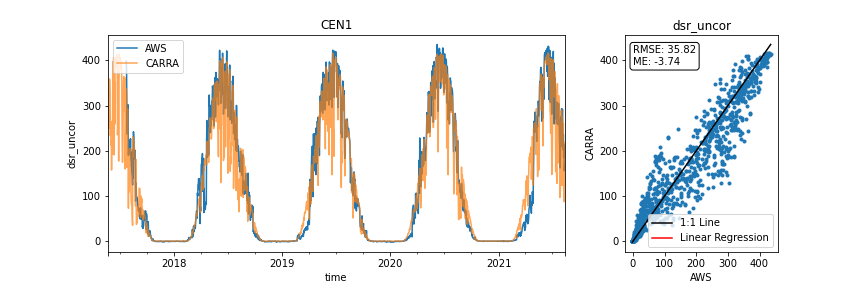 CEN1
AWS
CARRA
400
300
200
100
0
dsr_uncor
2018
2019
2020
2021
time
dsr_uncor
RMSE: 35.82
ME: -3.74
400
300
200
100
0
CARRA
1:1 Line
Linear Regression
0
100
200
300
400
AWS